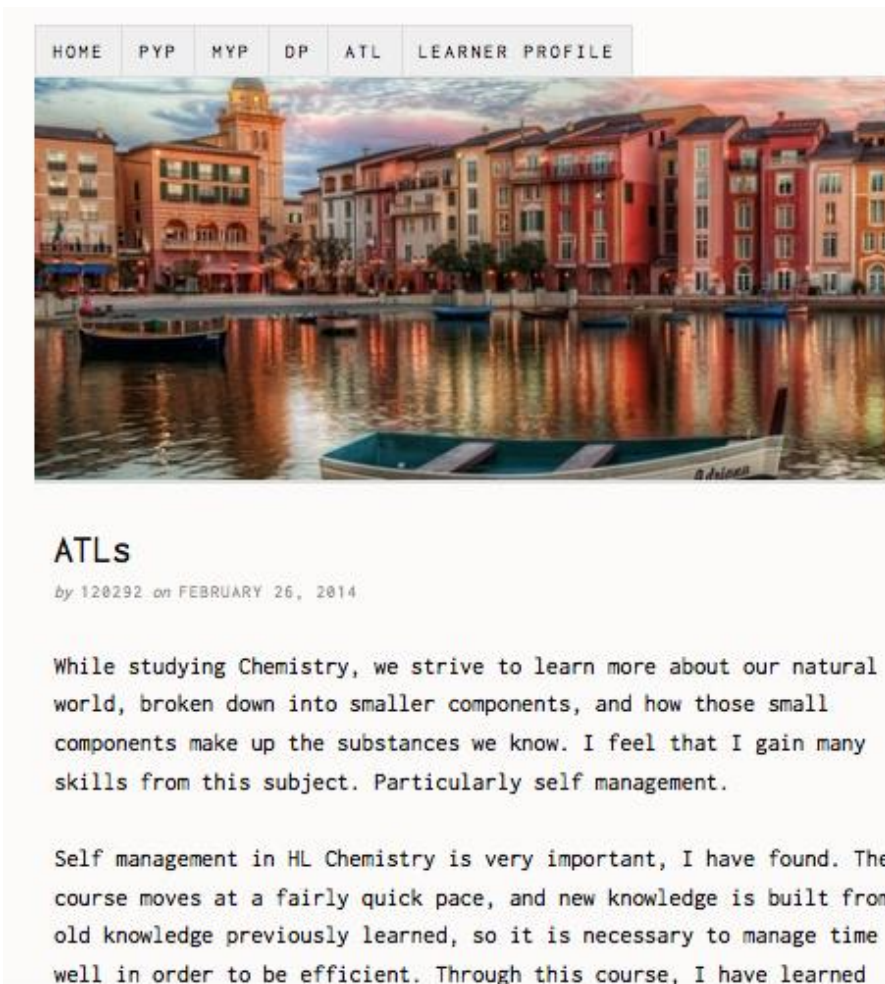 HOME PYP MYP DP ATL LEARNER PROFILE
Adriana
ATLs
by 120292 on FEBRUARY 26, 2014
While studying Chemistry, we strive to learn more about our natural
world, broken down into smaller components, and how those small
components make up the substances we know. I feel that I gain many
skills from this subject. Particularly self management.
Self management in HL Chemistry is very important, I have found. The
course moves at a fairly quick pace, and new knowledge is built from
old knowledge previously learned, so it is necessary to manage time
well in order to be efficient. Through this course, I have learned